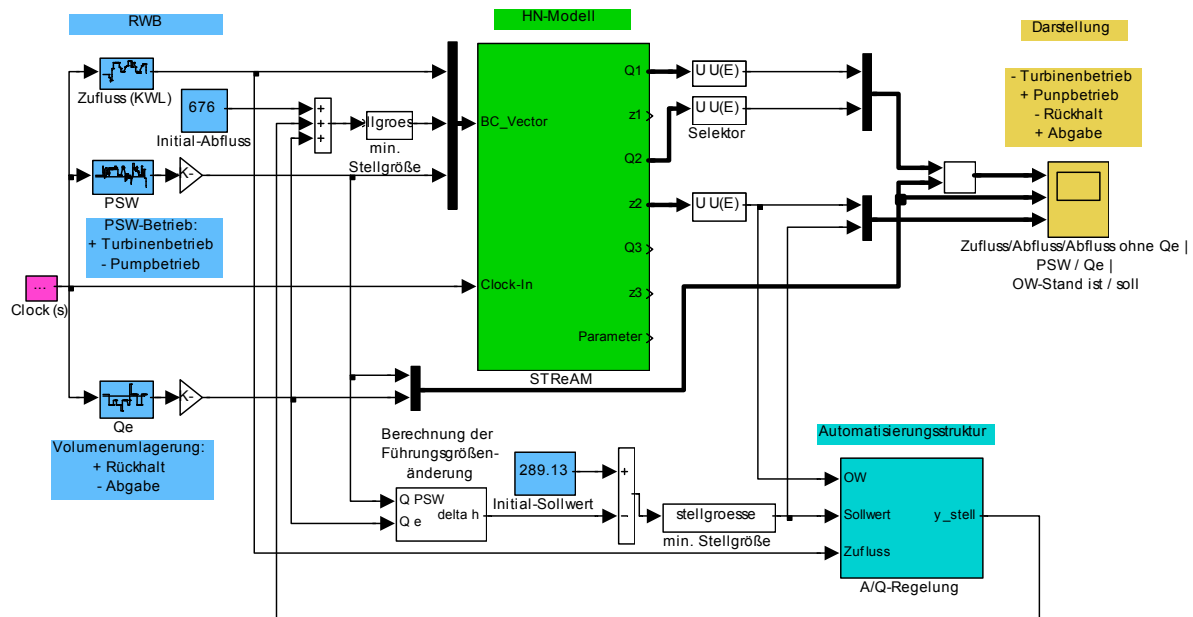 RWB
HN-Modell
Darstellung
- Turbinenbetrieb
+ Punpbetrieb
- Rückhalt
+ Abgabe
Zufluss (KWL)
676
Initial-Abfluss
+
+
+
llgroes
min.
Stellgröße
BC_Vector
Clock-In
Q1
z1
Q2
z2
Q3
z3
Parameter
STReAM
U U(E)
U U(E)
Selektor
U U(E)
PSW
K-
PSW-Betrieb:
+ Turbinenbetrieb
- Pumpbetrieb
...
Clock (s)
Zufluss/Abfluss/Abfluss ohne Qe |
PSW / Qe |
OW-Stand ist / soll
Qe
K-
Volumenumlagerung:
+ Rückhalt
- Abgabe
Berechnung der
Führungsgrößen-
änderung
Q PSW
Q e
delta h
289.13
Initial-Sollwert
+
−
stellgroesse
min. Stellgröße
Automatisierungsstruktur
OW
Sollwert
Zufluss
y_stell
A/Q-Regelung